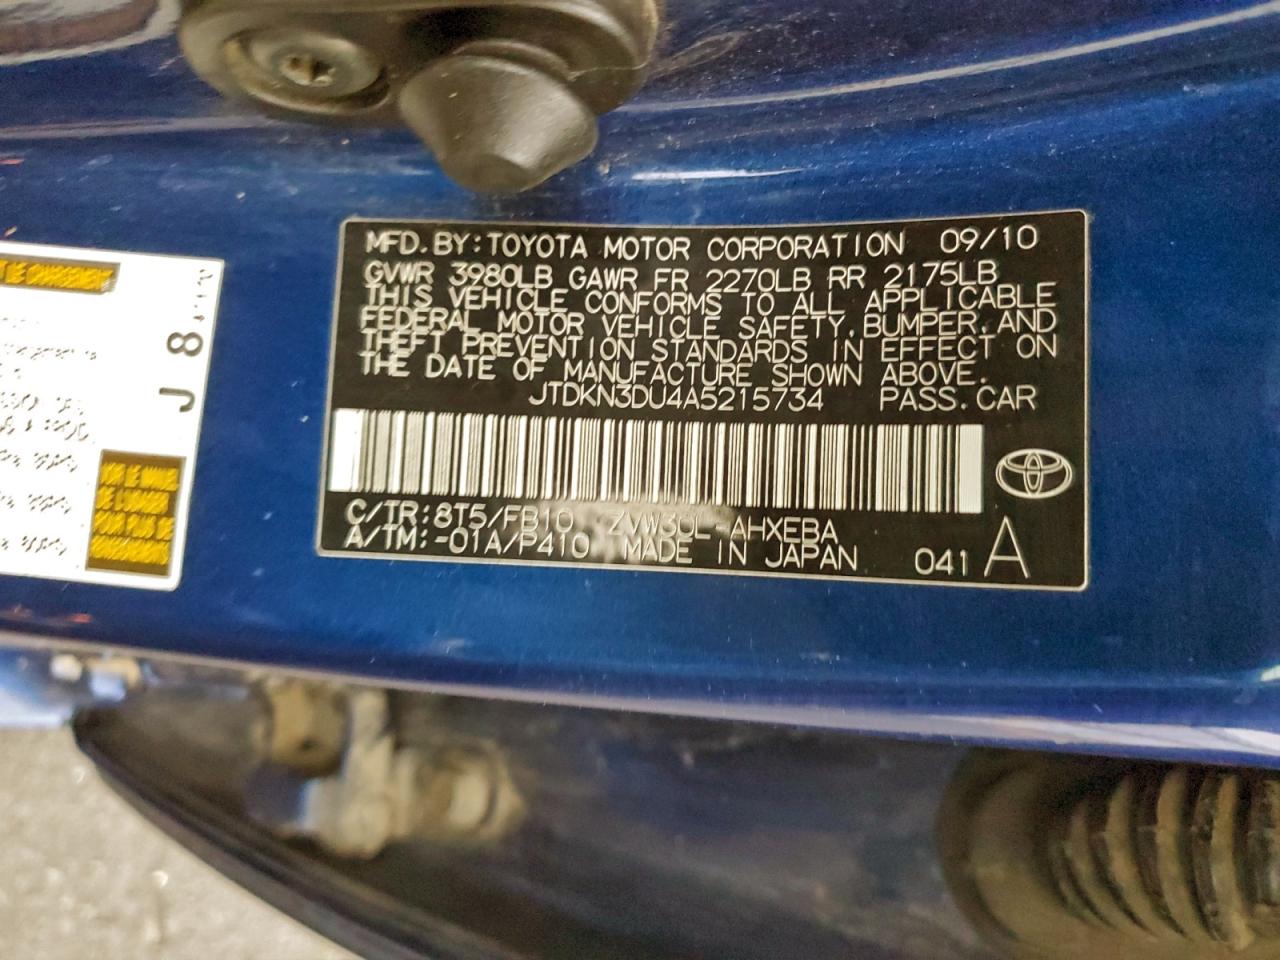 T DE CHARGEMENT
J 8
MFD. BY: TOYOTA MOTOR CORPORATION 09/10
GVWR 3980LB GAWR FR 2270LB RR 2175LB
THIS VEHICLE CONFORMS TO ALL APPLICABLE
FEDERAL MOTOR VEHICLE SAFETY, BUMPER, AND
THEFT PREVENTION STANDARDS IN EFFECT ON
THE DATE OF MANUFACTURE SHOWN ABOVE.
JTDKN3DU4A5215734 PASS. CAR
C/TR: 8T5/FB10 ZVW30L-AHXEBA
A/TM: -01A/P410 MADE IN JAPAN 041 A